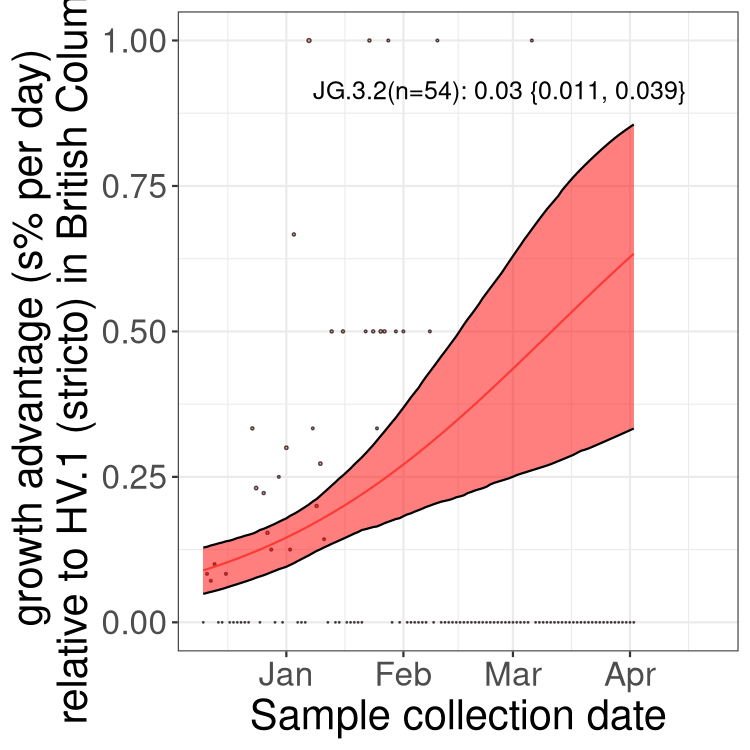 growth advantage (s% per day)
relative to HV.1 (stricto) in British Colum
1.00
0.75
0.50
0.25
0.00
JG.3.2(n=54): 0.03 {0.011, 0.039}
Jan Feb Mar Apr
Sample collection date